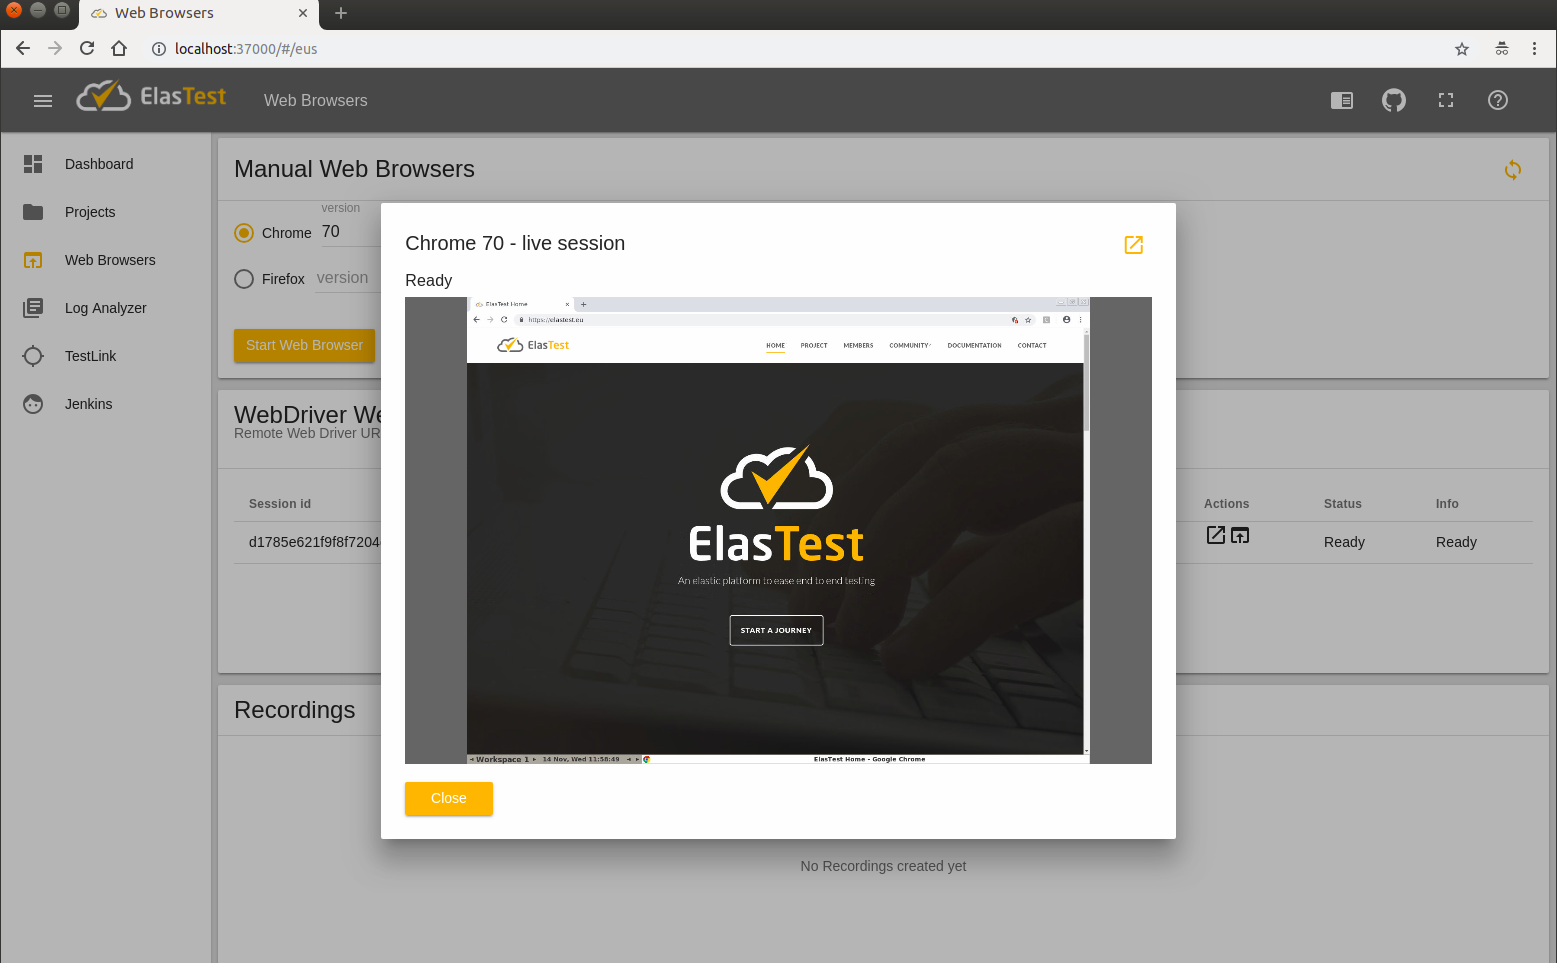 Web Browsers
localhost:37000/#/eus
ElasTest
Web Browsers
Dashboard
Projects
Web Browsers
Log Analyzer
TestLink
Jenkins
Manual Web Browsers
version
Chrome 70
Firefox version
Start Web Browser
WebDriver We
Remote Web Driver UR
Session id Actions Status Info
d1785e621f9f8f7204 Ready Ready
Recordings
No Recordings created yet
Chrome 70 - live session
Ready
ElasTest Home
https://elastest.eu
ElasTest
HOME PROJECT MEMBERS COMMUNITY DOCUMENTATION CONTACT
ElasTest
An elastic platform to ease end to end testing
START A JOURNEY
Workspace 1 14 Nov, Wed 11:56:49 ElasTest Home - Google Chrome
Close